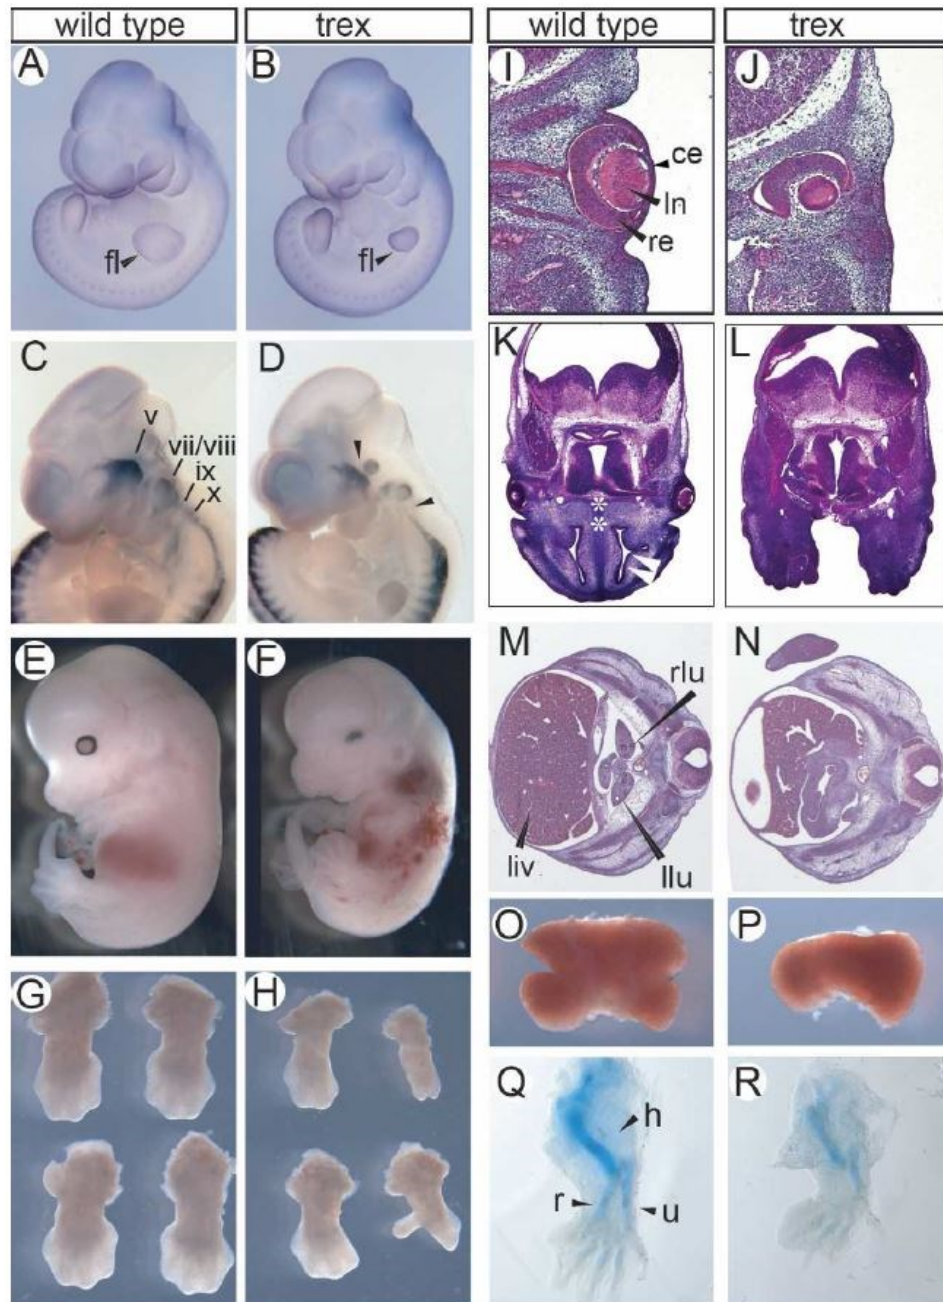 wild type trex wild type trex
A B I J
ce
ln
re
fl fl
C D K L
v
vii/viii
ix
x
*
*
E F M N
rlu
liv
llu
O P
G H Q R
h
r u